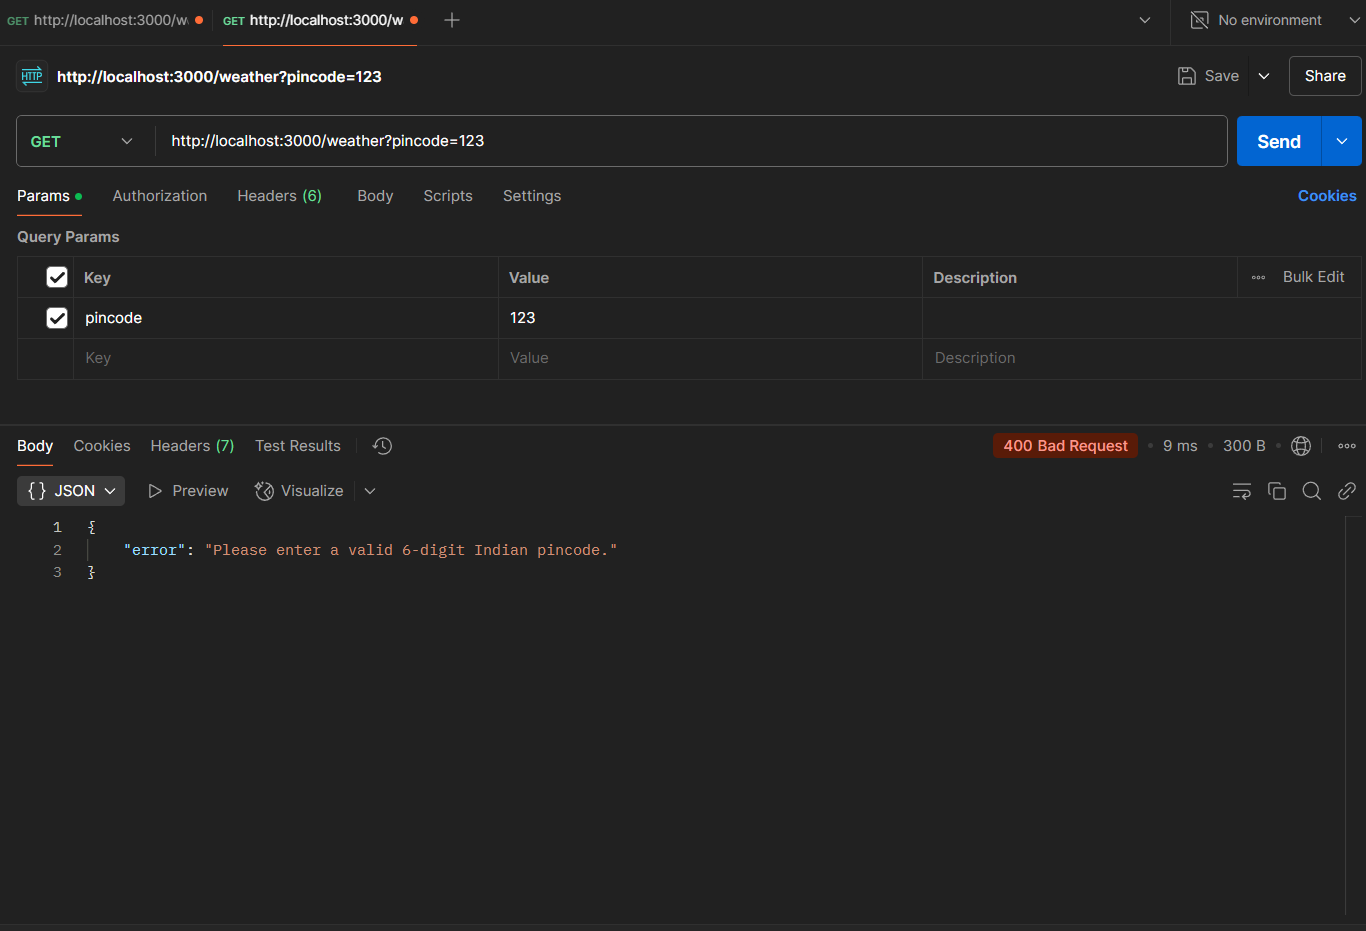 GET http://localhost:3000/w GET http://localhost:3000/w No environment
HTTP http://localhost:3000/weather?pincode=123 Save Share
GET http://localhost:3000/weather?pincode=123 Send
Params Authorization Headers (6) Body Scripts Settings Cookies
Query Params
Key Value Description Bulk Edit
pincode 123
Key Value Description
Body Cookies Headers (7) Test Results 400 Bad Request 9 ms 300 B
{} JSON Preview Visualize
1 {
2 "error": "Please enter a valid 6-digit Indian pincode."
3 }